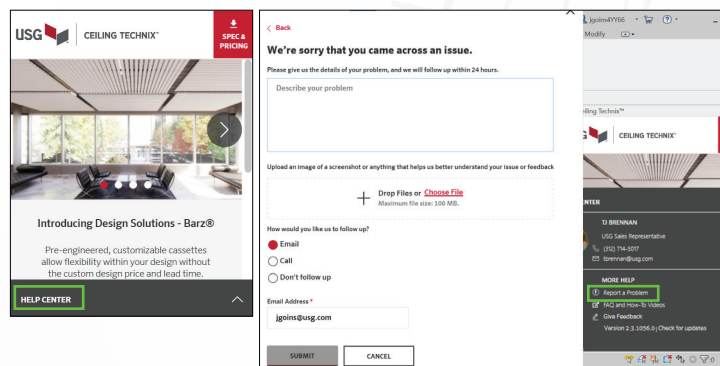 USG
CEILING TECHNIX™
SPEC &
PRICING
Introducing Design Solutions - Barz®
Pre-engineered, customizable cassettes
allow flexibility within your design without
the custom design price and lead time.
HELP CENTER
Back
We're sorry that you came across an issue.
Please give us the details of your problem, and we will follow up within 24 hours.
Describe your problem
Upload an image of a screenshot or anything that helps us better understand your issue or feedback
Drop Files or Choose File
Maximum file size: 100 MB.
How would you like us to follow up?
Email
Call
Don't follow up
Email Address *
jgoins@usg.com
SUBMIT
CANCEL
jgoins4YY66
Modify
eiling Technix™
CEILING TECHNIX™
ENTER
TJ BRENNAN
USG Sales Representative
(312) 714-5017
tbrennan@usg.com
MORE HELP
Report a Problem
FAQ and How-To Videos
Give Feedback
Version 2.3.1056.0 | Check for updates
:0